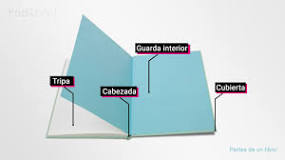 Guarda interior
Tripa
Cabezada
Cubierta
Partes de un libro